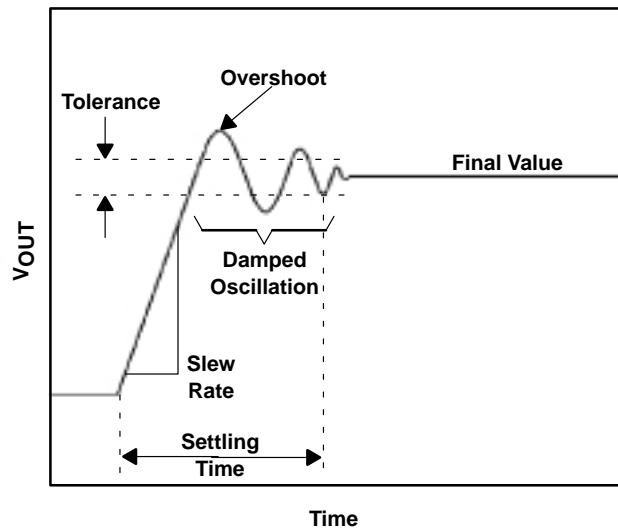 Overshoot
Tolerance
Final Value
VOUT
Damped
Oscillation
Slew
Rate
Settling
Time
Time